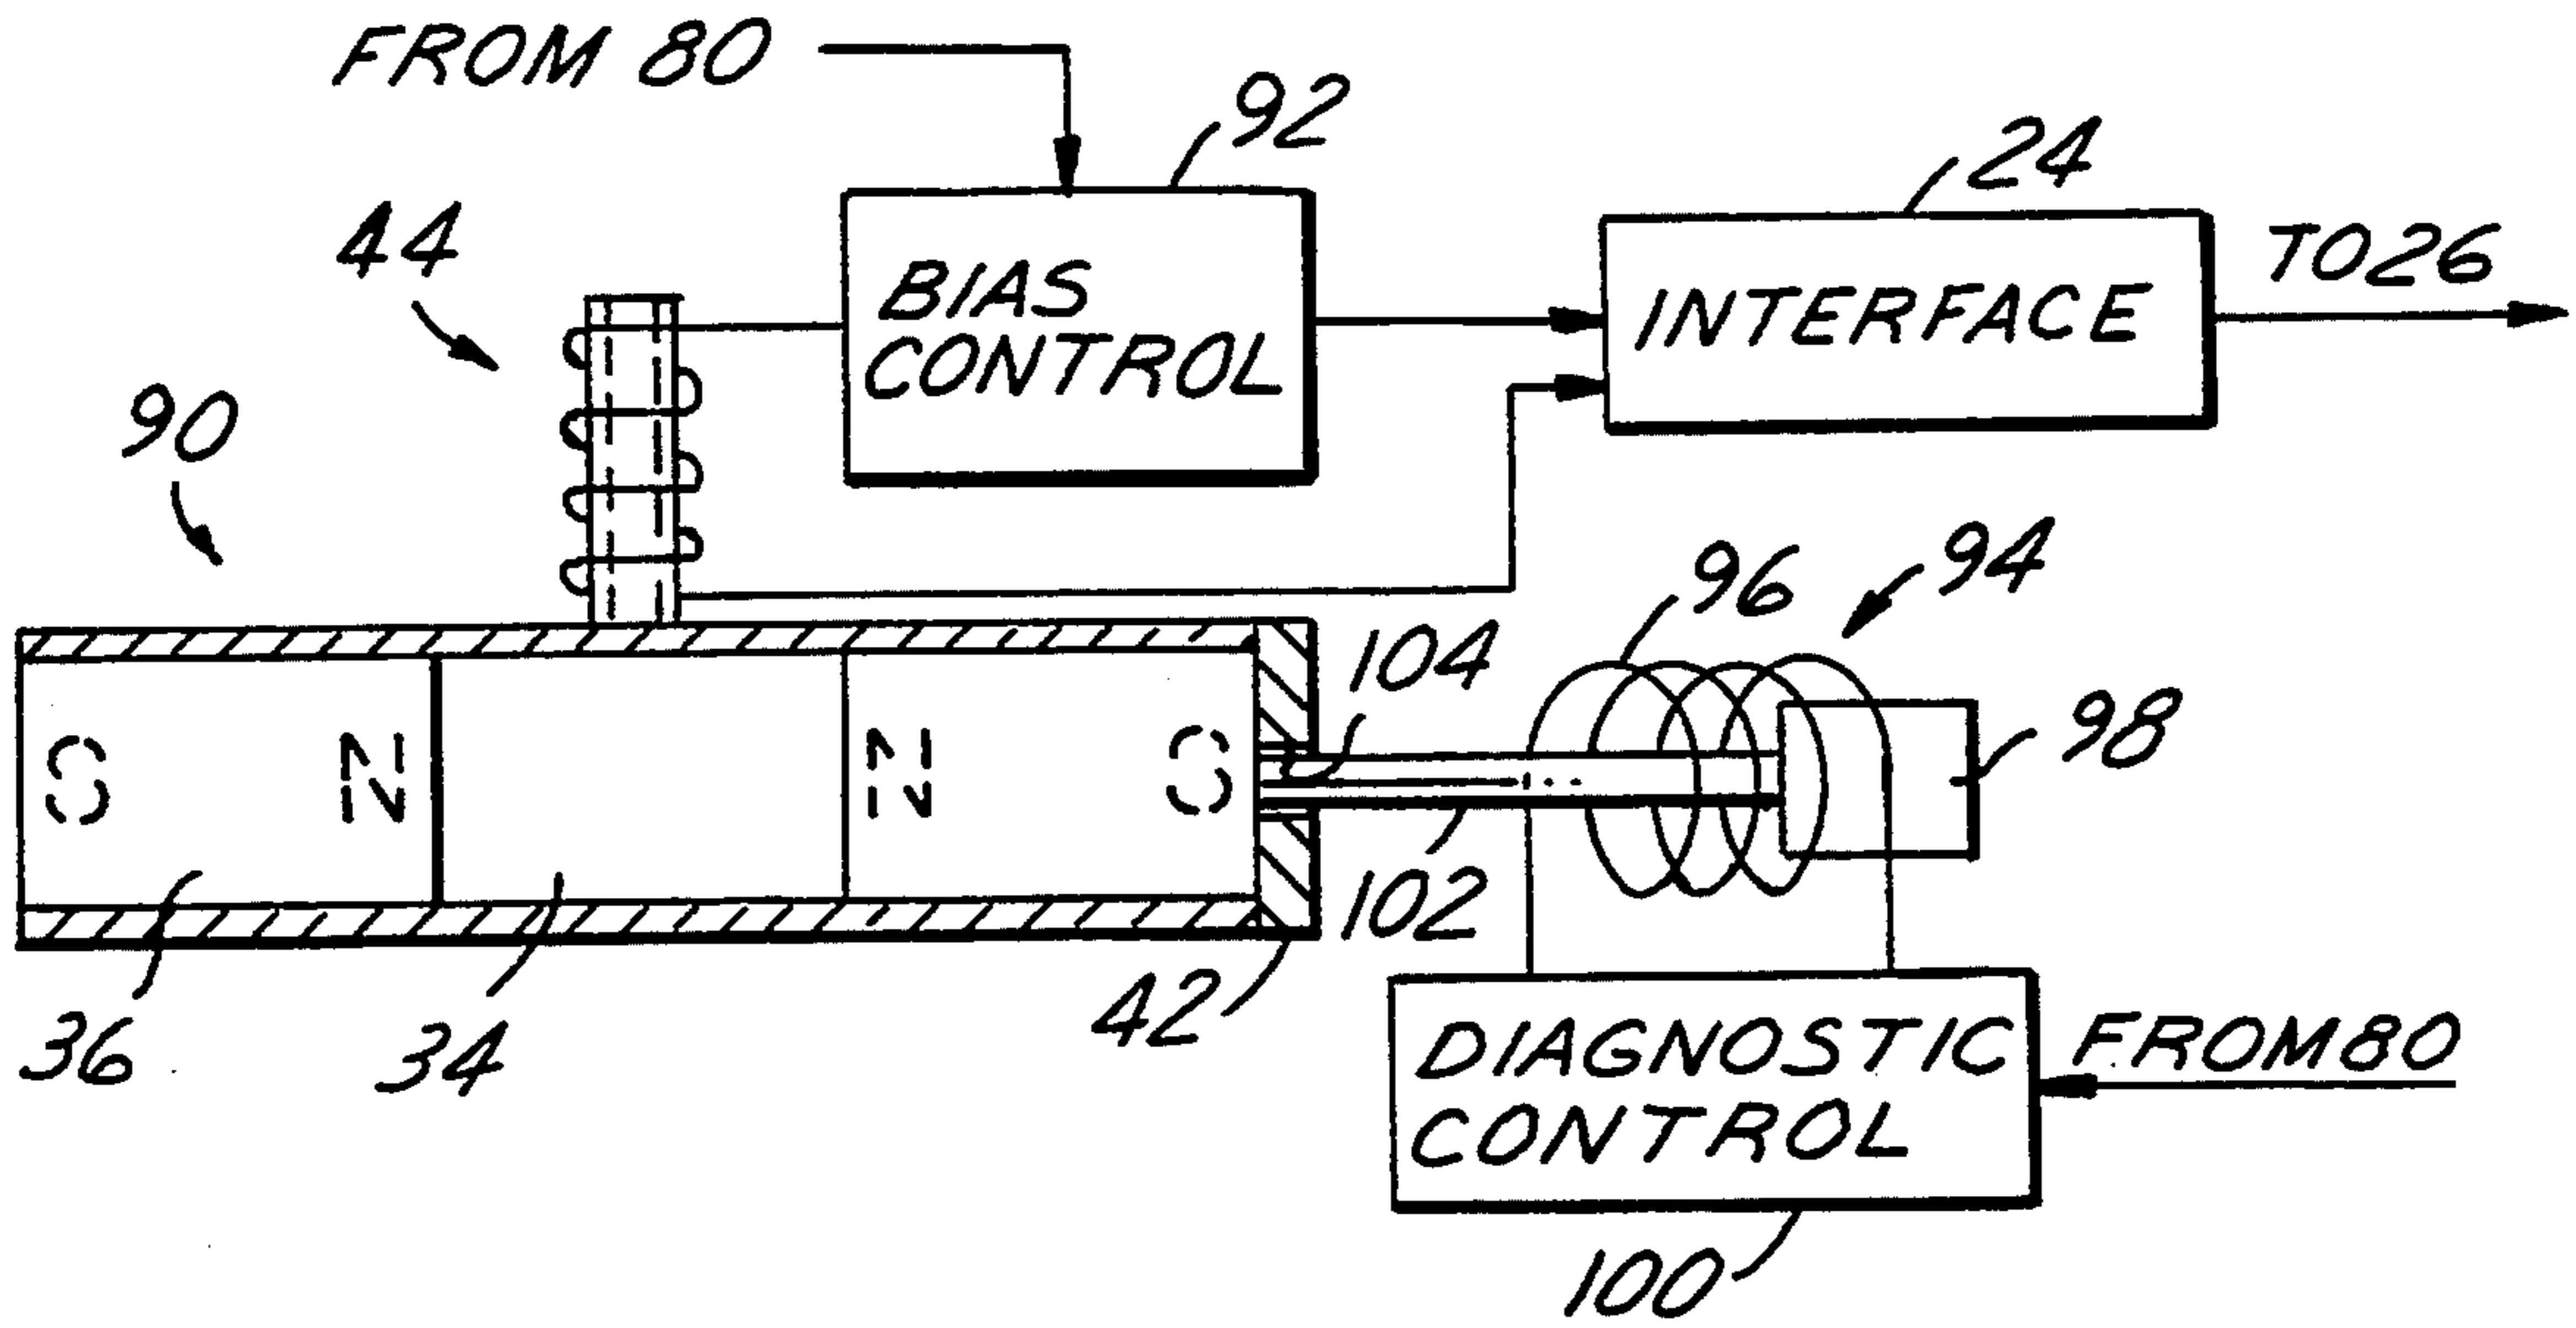 FROM 80
92
24
44
BIAS
CONTROL
INTERFACE
TO26
90
94
96
104
98
S
N
N
S
102
36
34
42
DIAGNOSTIC
CONTROL
FROM80
100